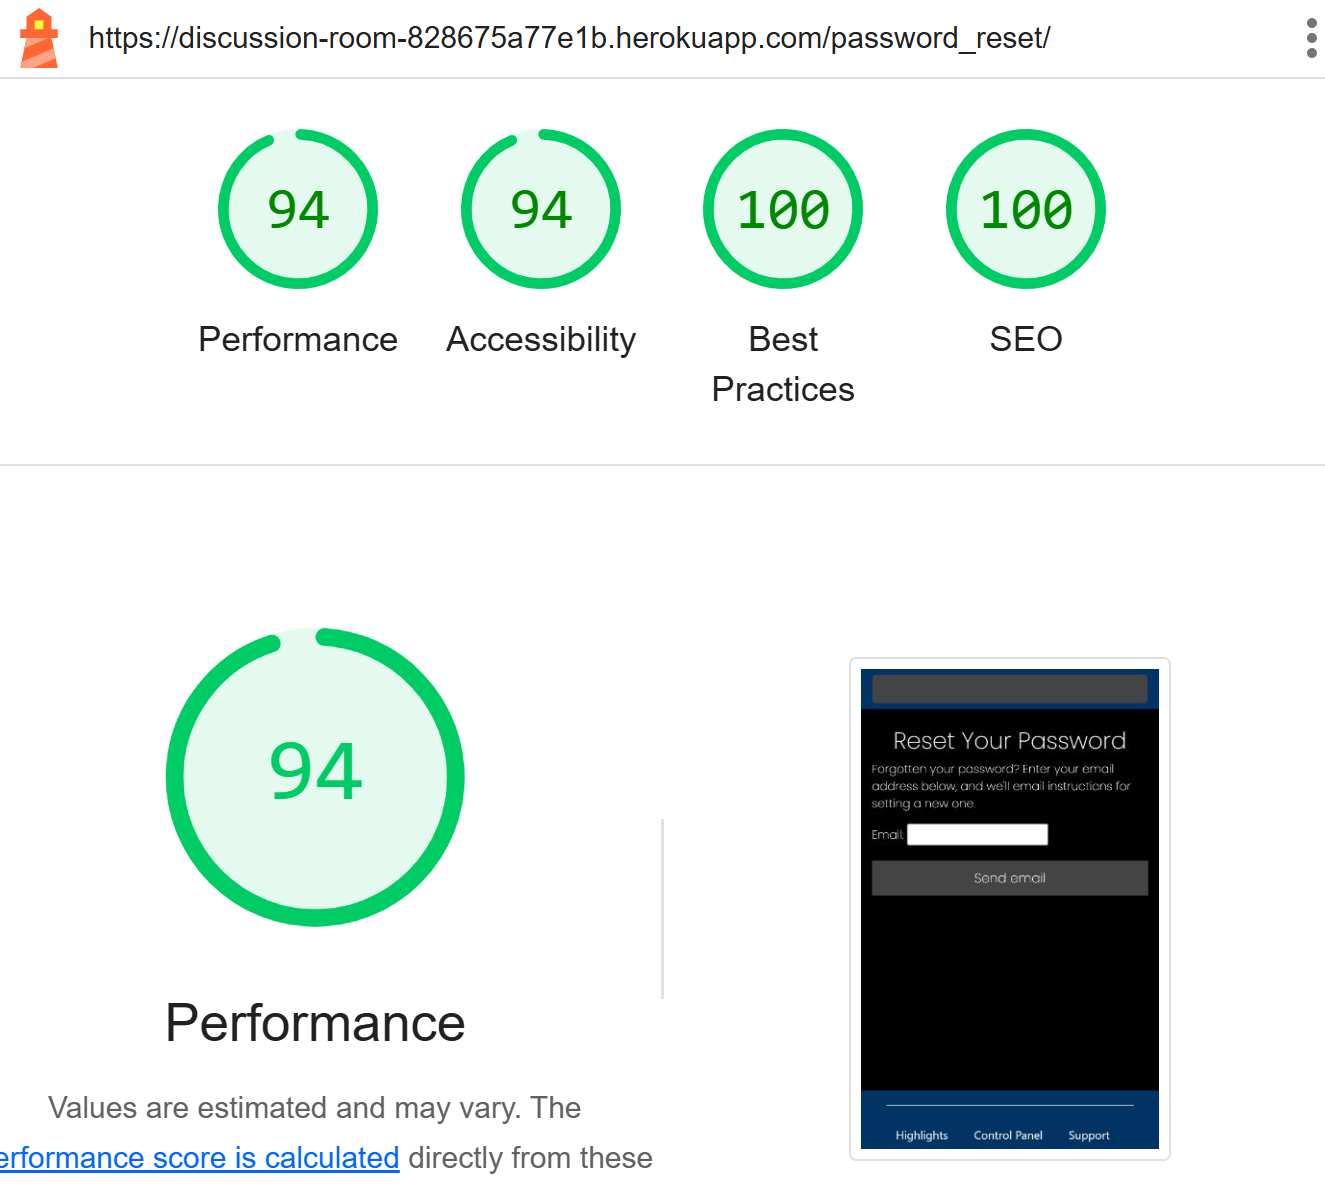 https://discussion-room-828675a77e1b.herokuapp.com/password_reset/
94
94
100
100
Performance
Accessibility
Best
Practices
SEO
94
Performance
Values are estimated and may vary. The
erformance score is calculated directly from these
Reset Your Password
Forgotten your password? Enter your email
address below, and we'll email instructions for
setting a new one.
Email:
Send email
Highlights Control Panel Support